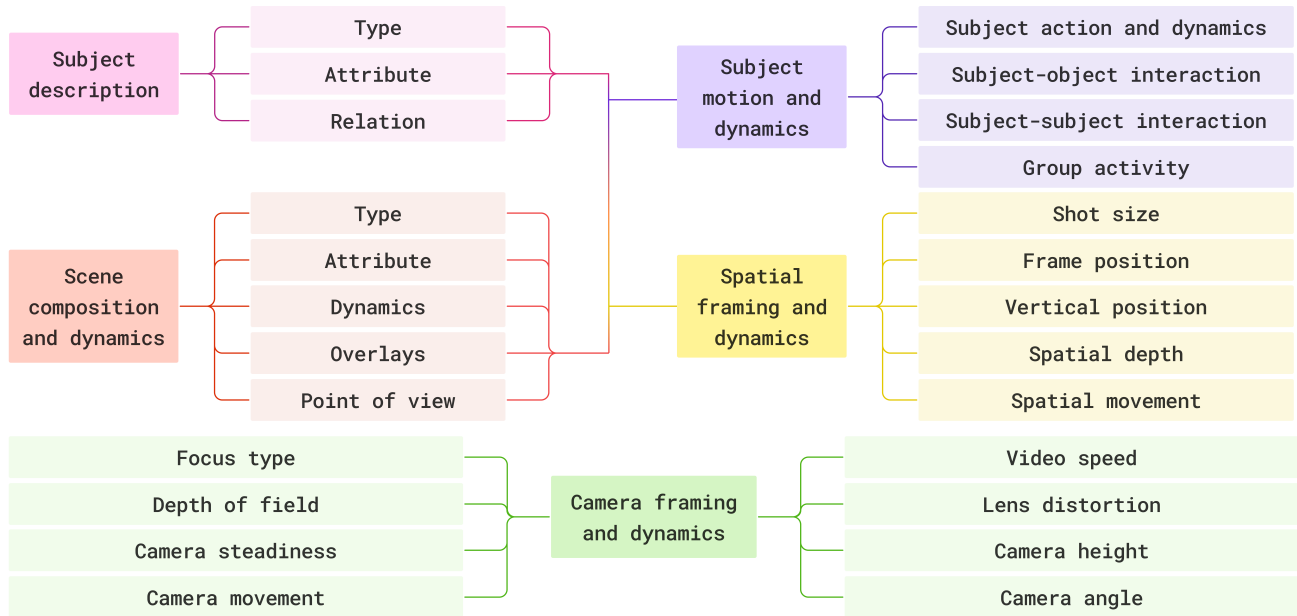 Subject
description
Type
Attribute
Relation
Subject
motion and
dynamics
Subject action and dynamics
Subject-object interaction
Subject-subject interaction
Group activity
Scene
composition
and dynamics
Type
Attribute
Dynamics
Overlays
Point of view
Spatial
framing and
dynamics
Shot size
Frame position
Vertical position
Spatial depth
Spatial movement
Focus type
Depth of field
Camera steadiness
Camera movement
Camera framing
and dynamics
Video speed
Lens distortion
Camera height
Camera angle